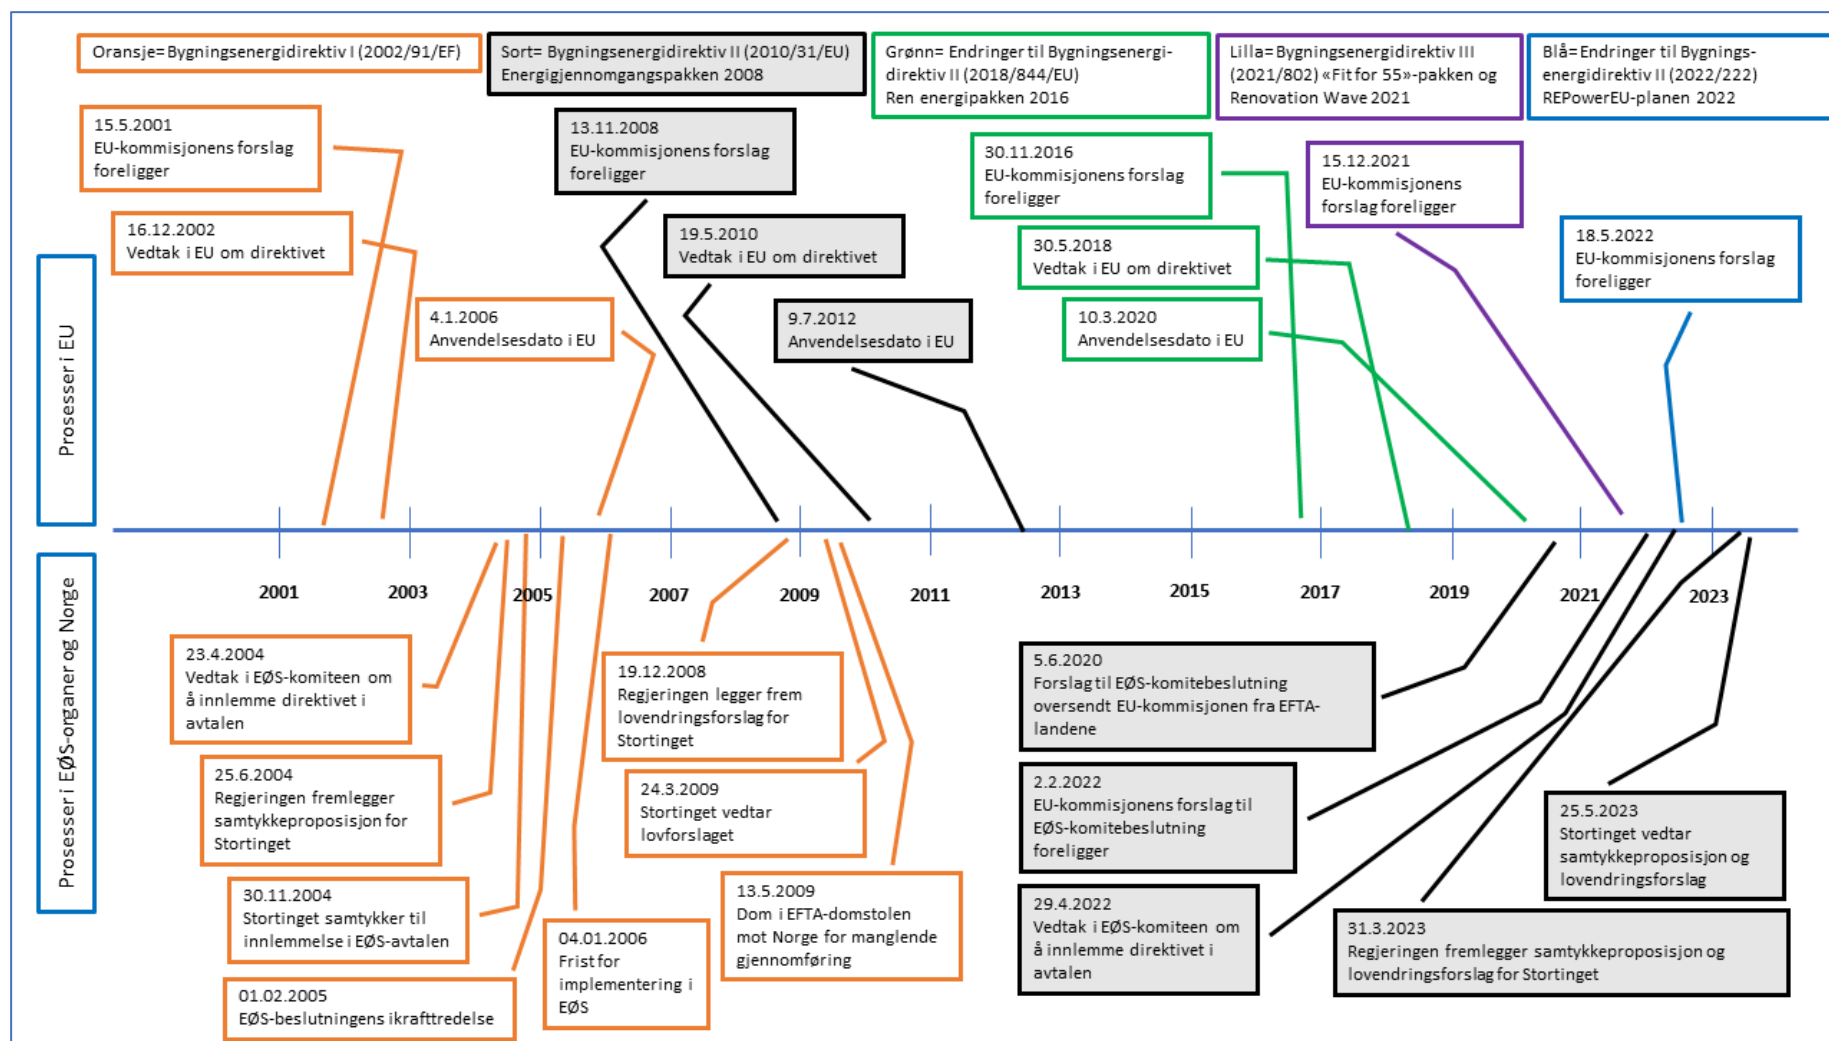 Oransje= Bygningsenergidirektiv I (2002/91/EF)
Sort= Bygningsenergidirektiv II (2010/31/EU)
Energigjennomgangspakken 2008
Grønn= Endringer til Bygningsenergi-
direktiv II (2018/844/EU)
Ren energipakken 2016
Lilla=Bygningsenergidirektiv III
(2021/802) «Fit for 55»-pakken og
Renovation Wave 2021
Blå=Endringer til Bygnings-
energidirektiv II (2022/222)
REPowerEU-planen 2022
15.5.2001
EU-kommisjonens forslag
foreligger
16.12.2002
Vedtak i EU om direktivet
4.1.2006
Anvendelsesdato i EU
13.11.2008
EU-kommisjonens forslag
foreligger
19.5.2010
Vedtak i EU om direktivet
9.7.2012
Anvendelsesdato i EU
30.11.2016
EU-kommisjonens forslag
foreligger
30.5.2018
Vedtak i EU om direktivet
10.3.2020
Anvendelsesdato i EU
15.12.2021
EU-kommisjonens
forslag foreligger
18.5.2022
EU-kommisjonens forslag
foreligger
Prosesser i EU
2001 2003 2005 2007 2009 2011 2013 2015 2017 2019 2021 2023
Prosesser i EØS-organer og Norge
23.4.2004
Vedtak i EØS-komiteen om
å innlemme direktivet i
avtalen
25.6.2004
Regjeringen fremlegger
samtykkeproposisjon for
Stortinget
30.11.2004
Stortinget samtykker til
innlemmelse i EØS-avtalen
01.02.2005
EØS-beslutningens ikrafttredelse
04.01.2006
Frist for
implementering i
EØS
19.12.2008
Regjeringen legger frem
lovendringsforslag for
Stortinget
24.3.2009
Stortinget vedtar
lovforslaget
13.5.2009
Dom i EFTA-domstolen
mot Norge for manglende
gjennomføring
5.6.2020
Forslag til EØS-komitebeslutning
oversendt EU-kommisjonen fra EFTA-
landene
2.2.2022
EU-kommisjonens forslag til
EØS-komitebeslutning
foreligger
29.4.2022
Vedtak i EØS-komiteen om
å innlemme direktivet i
avtalen
31.3.2023
Regjeringen fremlegger samtykkeproposisjon og
lovendringsforslag for Stortinget
25.5.2023
Stortinget vedtar
samtykkeproposisjon og
lovendringsforslag